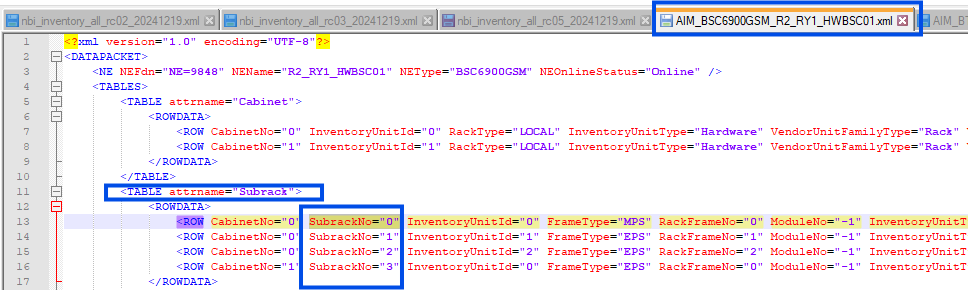 nbi_inventory_all_rc02_20241219.xml nbi_inventory_all_rc03_20241219.xml nbi_inventory_all_rc05_20241219.xml AIM_BSC6900GSM_R2_RY1_HWBSC01.xml AIM_BT
1 <?xml version="1.0" encoding="UTF-8"?>
2 <DATAPACKET>
3 <NE NEFdn="NE=9848" NEName="R2_RY1_HWBSC01" NEType="BSC6900GSM" NEOnlineStatus="Online" />
4 <TABLES>
5 <TABLE attrname="Cabinet">
6 <ROWDATA>
7 <ROW CabinetNo="0" InventoryUnitId="0" RackType="LOCAL" InventoryUnitType="Hardware" VendorUnitFamilyType="Rack"
8 <ROW CabinetNo="1" InventoryUnitId="1" RackType="LOCAL" InventoryUnitType="Hardware" VendorUnitFamilyType="Rack"
9 </ROWDATA>
10 </TABLE>
11 <TABLE attrname="Subrack">
12 <ROWDATA>
13 <ROW CabinetNo="0" SubrackNo="0" InventoryUnitId="0" FrameType="MPS" RackFrameNo="0" ModuleNo="-1" InventoryUnitT
14 <ROW CabinetNo="0" SubrackNo="1" InventoryUnitId="1" FrameType="EPS" RackFrameNo="1" ModuleNo="-1" InventoryUnitT
15 <ROW CabinetNo="0" SubrackNo="2" InventoryUnitId="2" FrameType="EPS" RackFrameNo="2" ModuleNo="-1" InventoryUnitT
16 <ROW CabinetNo="1" SubrackNo="3" InventoryUnitId="0" FrameType="EPS" RackFrameNo="0" ModuleNo="-1" InventoryUnitT
17 </ROWDATA>